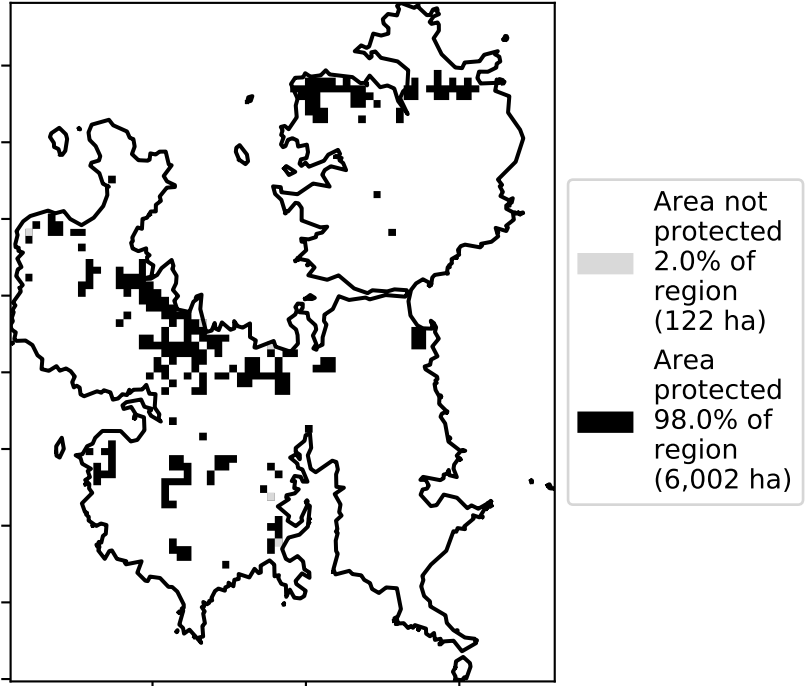 Area not
protected
2.0% of
region
(122 ha)
Area
protected
98.0% of
region
(6,002 ha)